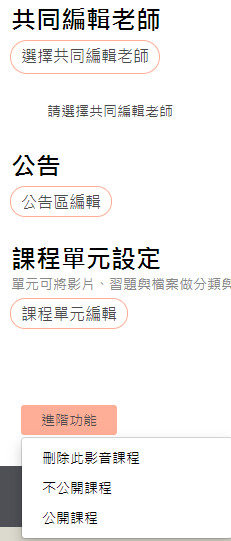 共同編輯老師
選擇共同編輯老師
請選擇共同編輯老師
公告
公告區編輯
課程單元設定
單元可將影片、習題與檔案做分類與
課程單元編輯
進階功能
刪除此影音課程
不公開課程
公開課程